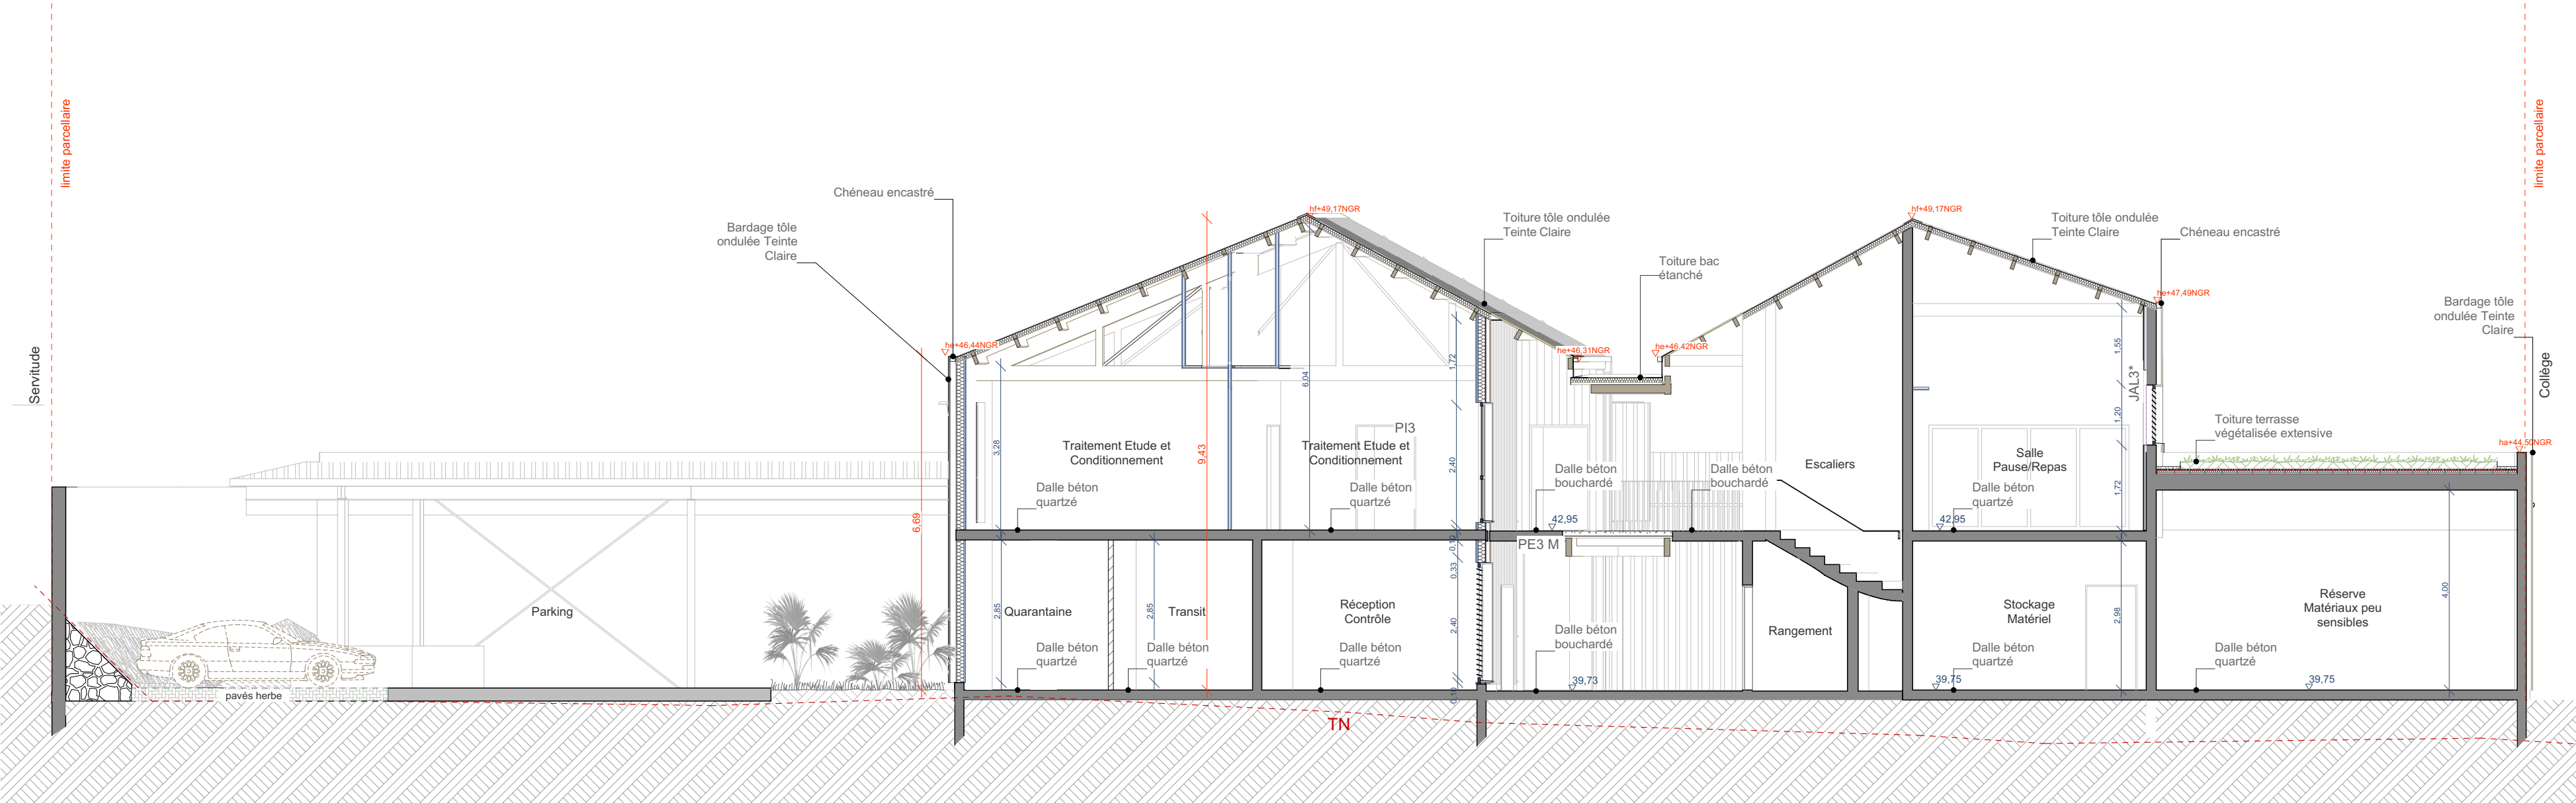 limite parcellaire
limite parcellaire
Chéneau encastré
hf+49,17NGR
hf+49,17NGR
Toiture tôle ondulée
Teinte Claire
Toiture tôle ondulée
Teinte Claire
Chéneau encastré
Bardage tôle
ondulée Teinte
Claire
Toiture bac
étanché
he+47,49NGR
Bardage tôle
ondulée Teinte
Claire
he+46,44NGR
he+46,31NGR
he+46,42NGR
Servitude
Collège
1,72
6,04
1,55
JAL3*
1,20
Toiture terrasse
végétalisée extensive
ha+44,50NGR
PI3
3,28
Traitement Etude et
Conditionnement
9,43
Traitement Etude et
Conditionnement
2,40
Dalle béton
bouchardé
Dalle béton
bouchardé
Escaliers
Salle
Pause/Repas
1,72
Dalle béton
quartzé
Dalle béton
quartzé
Dalle béton
quartzé
6,69
42,95
42,95
PE3 M
0,33
2,85
Quarantaine
2,85
Transit
Réception
Contrôle
2,40
Parking
Dalle béton
bouchardé
Rangement
Stockage
Matériel
2,98
Réserve
Matériaux peu
sensibles
4,00
Dalle béton
quartzé
Dalle béton
quartzé
Dalle béton
quartzé
Dalle béton
quartzé
Dalle béton
quartzé
39,73
39,75
39,75
0,10
pavés herbe
TN